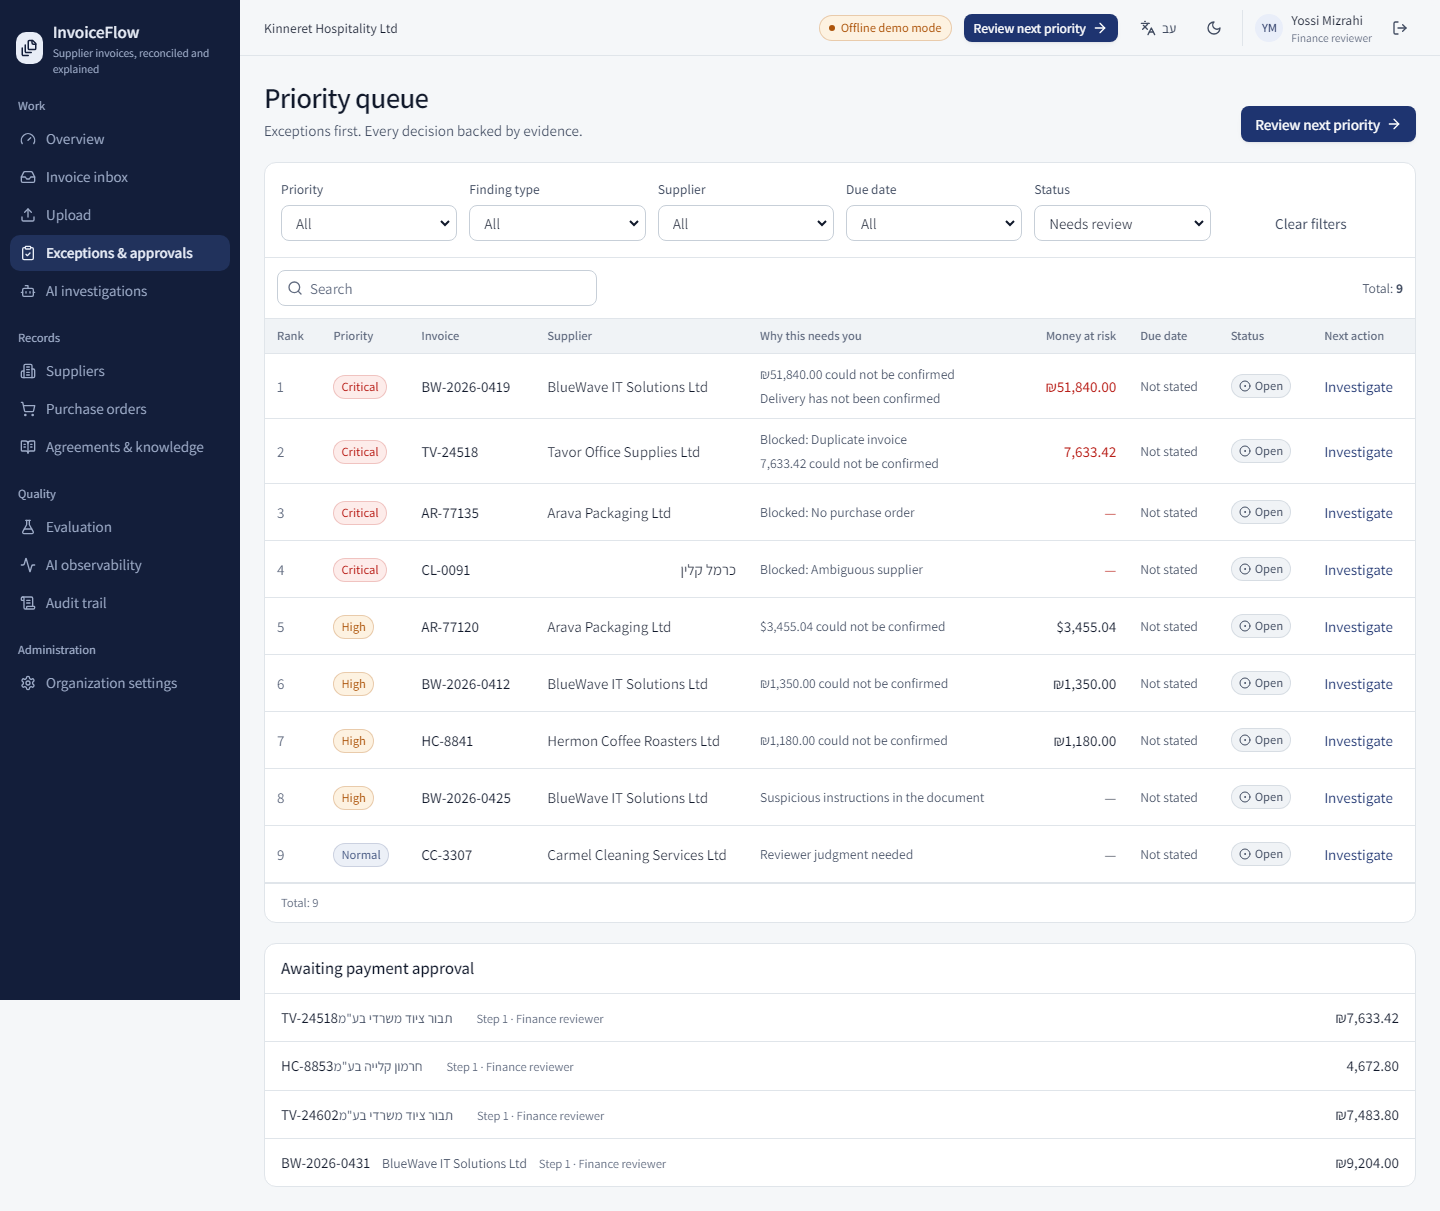 InvoiceFlow
Supplier invoices, reconciled and
explained
Work
Overview
Invoice inbox
Upload
Exceptions & approvals
AI investigations
Records
Suppliers
Purchase orders
Agreements & knowledge
Quality
Evaluation
AI observability
Audit trail
Administration
Organization settings
Kinneret Hospitality Ltd
Offline demo mode
Review next priority
עב
YM
Yossi Mizrahi
Finance reviewer
Priority queue
Exceptions first. Every decision backed by evidence.
Review next priority
Priority Finding type Supplier Due date Status
All All All All Needs review Clear filters
Search
Total: 9
Rank Priority Invoice Supplier Why this needs you Money at risk Due date Status Next action
1 Critical BW-2026-0419 BlueWave IT Solutions Ltd ₪51,840.00 could not be confirmed ₪51,840.00 Not stated Open Investigate
Delivery has not been confirmed
2 Critical TV-24518 Tavor Office Supplies Ltd Blocked: Duplicate invoice 7,633.42 Not stated Open Investigate
7,633.42 could not be confirmed
3 Critical AR-77135 Arava Packaging Ltd Blocked: No purchase order — Not stated Open Investigate
4 Critical CL-0091 כרמל קלין Blocked: Ambiguous supplier — Not stated Open Investigate
5 High AR-77120 Arava Packaging Ltd $3,455.04 could not be confirmed $3,455.04 Not stated Open Investigate
6 High BW-2026-0412 BlueWave IT Solutions Ltd ₪1,350.00 could not be confirmed ₪1,350.00 Not stated Open Investigate
7 High HC-8841 Hermon Coffee Roasters Ltd ₪1,180.00 could not be confirmed ₪1,180.00 Not stated Open Investigate
8 High BW-2026-0425 BlueWave IT Solutions Ltd Suspicious instructions in the document — Not stated Open Investigate
9 Normal CC-3307 Carmel Cleaning Services Ltd Reviewer judgment needed — Not stated Open Investigate
Total: 9
Awaiting payment approval
TV-24518 תבור ציוד משרדי בע"מ Step 1 · Finance reviewer ₪7,633.42
HC-8853 חרמון קלייה בע"מ Step 1 · Finance reviewer 4,672.80
TV-24602 תבור ציוד משרדי בע"מ Step 1 · Finance reviewer ₪7,483.80
BW-2026-0431 BlueWave IT Solutions Ltd Step 1 · Finance reviewer ₪9,204.00